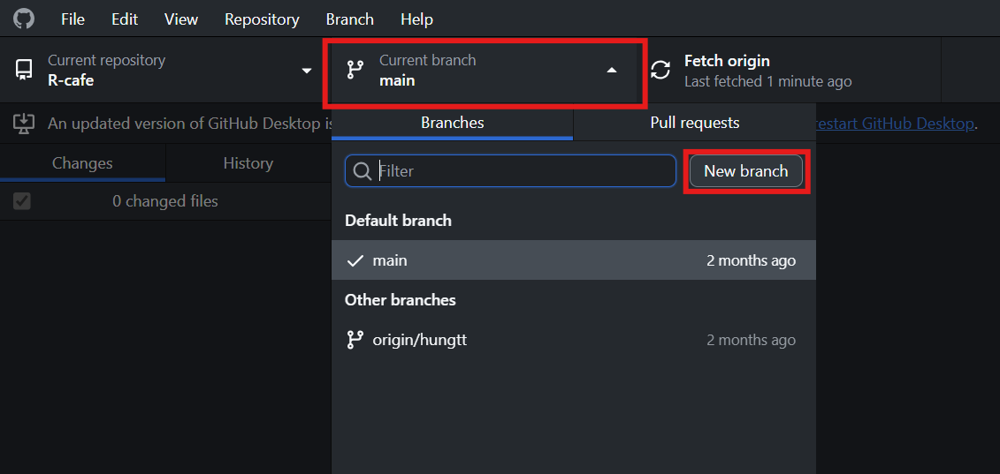 File Edit View Repository Branch Help
Current repository
R-cafe
Current branch
main
Fetch origin
Last fetched 1 minute ago
An updated version of GitHub Desktop is
restart GitHub Desktop.
Changes
History
0 changed files
Branches
Pull requests
Filter
New branch
Default branch
main
2 months ago
Other branches
origin/hungtt
2 months ago